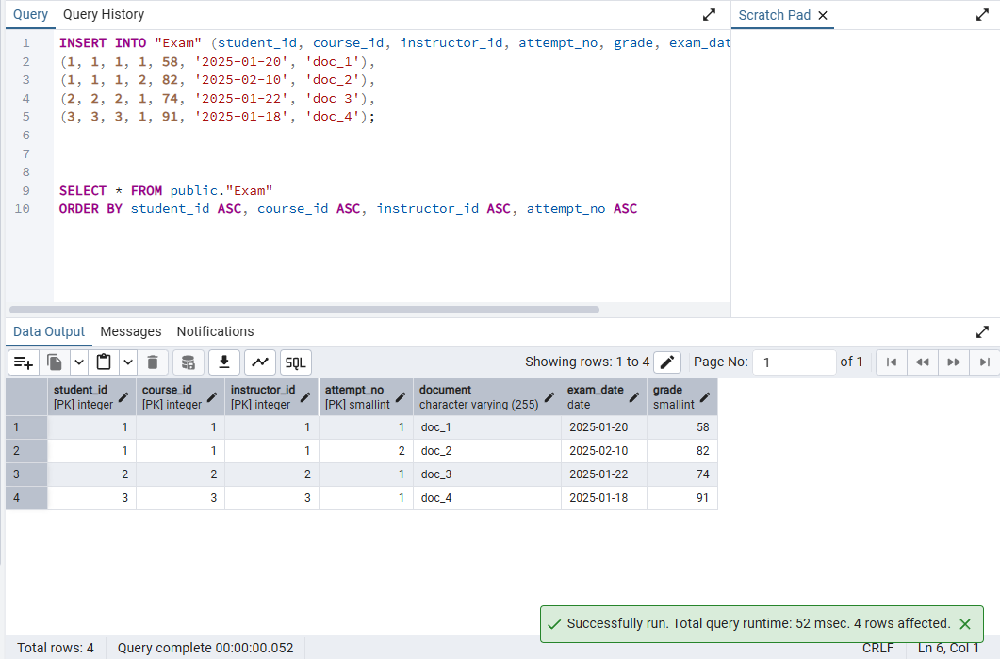 Query Query History
Scratch Pad
1 INSERT INTO "Exam" (student_id, course_id, instructor_id, attempt_no, grade, exam_dat
2 (1, 1, 1, 1, 58, '2025-01-20', 'doc_1'),
3 (1, 1, 1, 2, 82, '2025-02-10', 'doc_2'),
4 (2, 2, 2, 1, 74, '2025-01-22', 'doc_3'),
5 (3, 3, 3, 1, 91, '2025-01-18', 'doc_4');
6
7
8
9 SELECT * FROM public."Exam"
10 ORDER BY student_id ASC, course_id ASC, instructor_id ASC, attempt_no ASC
Data Output Messages Notifications
SQL Showing rows: 1 to 4 Page No: 1 of 1
student_id course_id instructor_id attempt_no document exam_date grade
[PK] integer [PK] integer [PK] integer [PK] smallint character varying (255) date smallint
1 1 1 1 1 doc_1 2025-01-20 58
2 1 1 1 2 doc_2 2025-02-10 82
3 2 2 2 1 doc_3 2025-01-22 74
4 3 3 3 1 doc_4 2025-01-18 91
Successfully run. Total query runtime: 52 msec. 4 rows affected.
Total rows: 4 Query complete 00:00:00.052 CRLF Ln 6, Col 1